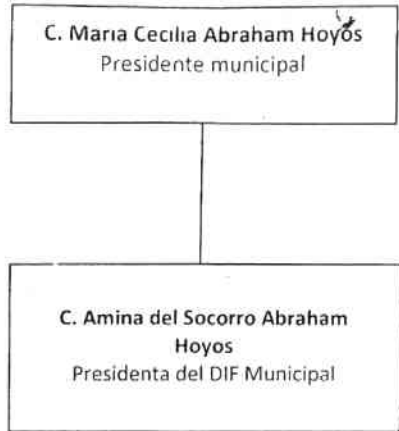 C. Maria Cecilia Abraham Hoyos
Presidente municipal
C. Amina del Socorro Abraham
Hoyos
Presidenta del DIF Municipal